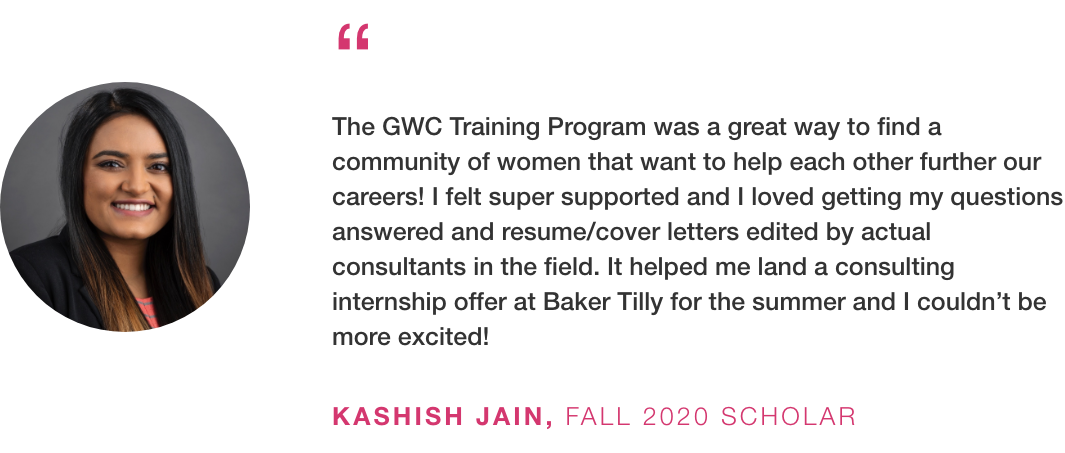 “
The GWC Training Program was a great way to find a
community of women that want to help each other further our
careers! I felt super supported and I loved getting my questions
answered and resume/cover letters edited by actual
consultants in the field. It helped me land a consulting
internship offer at Baker Tilly for the summer and I couldn’t be
more excited!
KASHISH JAIN, FALL 2020 SCHOLAR